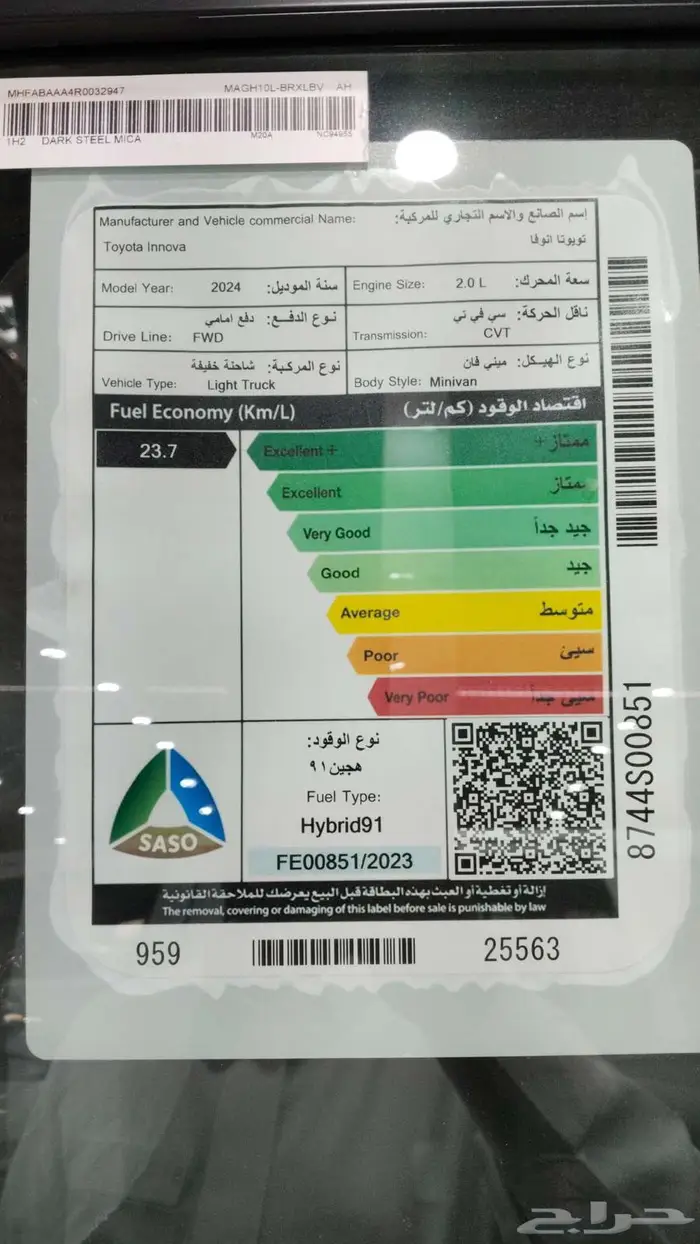 MHFABAAA4R0032947 MAGH10L-BRXLBV AH
1H2 DARK STEEL MICA M20A NC94955
Manufacturer and Vehicle commercial Name: إسم الصانع والاسم التجاري للمركبة:
Toyota Innova تويوتا انوفا
Model Year: 2024 سنة الموديل: Engine Size: 2.0 L سعة المحرك:
نوع الدفع: دفع امامي ناقل الحركة: سي في تي
Drive Line: FWD Transmission: CVT
نوع المركبة: شاحنة خفيفة نوع الهيكل: ميني فان
Vehicle Type: Light Truck Body Style: Minivan
Fuel Economy (Km/L) اقتصاد الوقود (كم/لتر)
23.7 Excellent + ممتاز +
Excellent ممتاز
Very Good جيد جداً
Good جيد
Average متوسط
Poor سيئ
Very Poor سيئ جداً
نوع الوقود:
هجين ٩١
Fuel Type:
Hybrid91
SASO
FE00851/2023
8744S00851
إزالة أو تغطية أو العبث بهذه البطاقة قبل البيع يعرضك للملاحقة القانونية
The removal, covering or damaging of this label before sale is punishable by law
959 25563
حراج